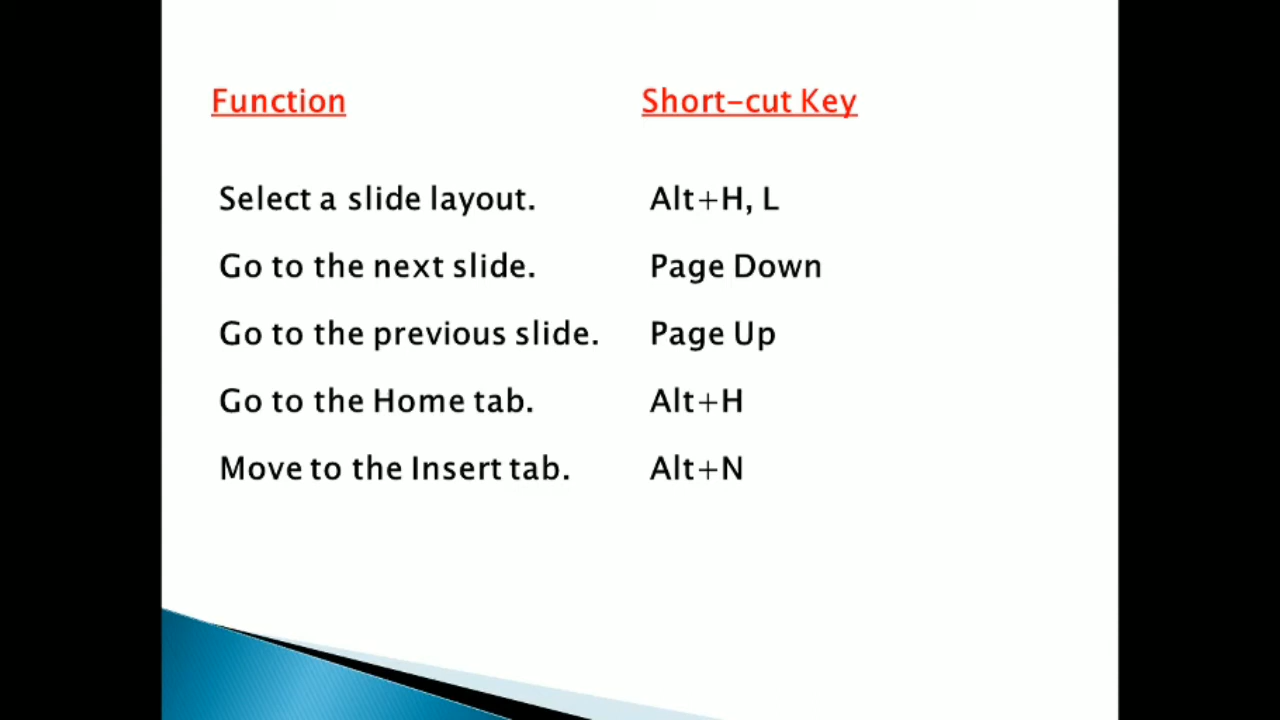 Function Short-cut Key
Select a slide layout. Alt+H, L
Go to the next slide. Page Down
Go to the previous slide. Page Up
Go to the Home tab. Alt+H
Move to the Insert tab. Alt+N